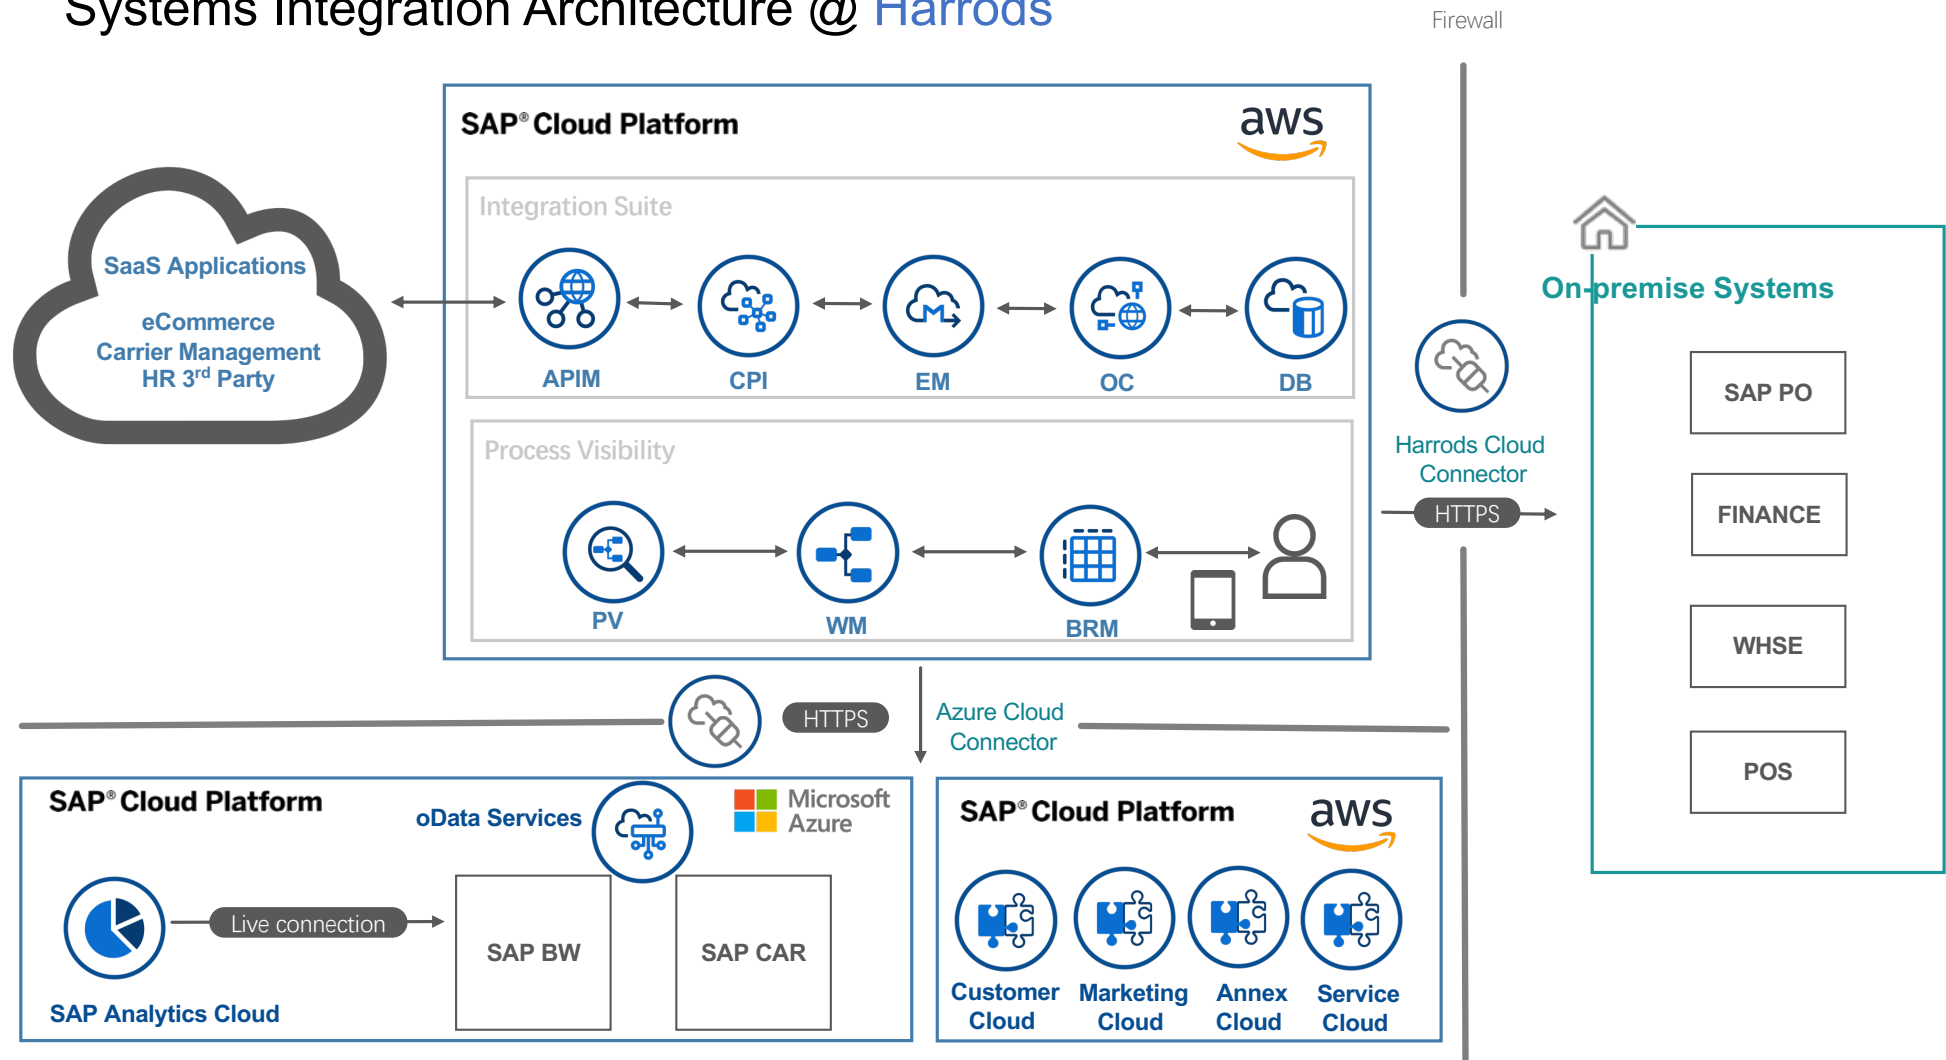 Systems Integration Architecture @ Harrods
Firewall
SAP® Cloud Platform
aws
Integration Suite
APIM
CPI
EM
OC
DB
SaaS Applications
eCommerce
Carrier Management
HR 3rd Party
Process Visibility
PV
WM
BRM
Harrods Cloud
Connector
HTTPS
On-premise Systems
SAP PO
FINANCE
WHSE
POS
HTTPS
Azure Cloud
Connector
SAP® Cloud Platform
oData Services
Microsoft
Azure
Live connection
SAP BW
SAP CAR
SAP Analytics Cloud
SAP® Cloud Platform
aws
Customer
Cloud
Marketing
Cloud
Annex
Cloud
Service
Cloud